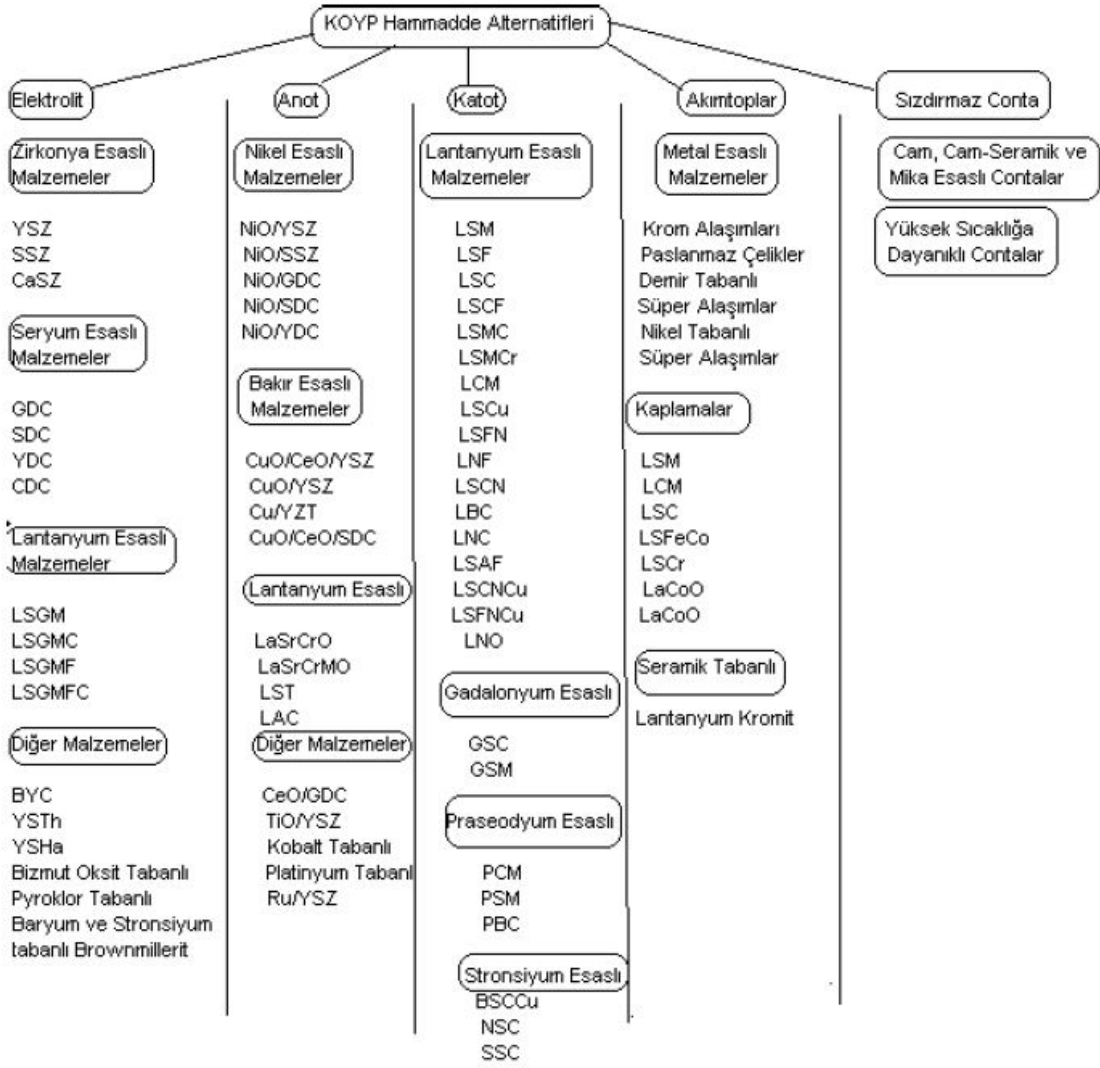 KOYP Hammadde Alternatifleri
Elektrolit
Zirkonya Esaslı
Malzemeler
YSZ
SSZ
CaSZ
Seryum Esaslı
Malzemeler
GDC
SDC
YDC
CDC
Lantanyum Esaslı
Malzemeler
LSGM
LSGMC
LSGMF
LSGMFC
Diğer Malzemeler
BYC
YSTh
YSHa
Bizmut Oksit Tabanlı
Pyroklor Tabanlı
Baryum ve Stronsiyum
tabanlı Brownmillerit
Anot
Nikel Esaslı
Malzemeler
NiO/YSZ
NiO/SSZ
NiO/GDC
NiO/SDC
NiO/YDC
Bakır Esaslı
Malzemeler
CuO/CeO/YSZ
CuO/YSZ
Cu/YZT
CuO/CeO/SDC
Lantanyum Esaslı
LaSrCrO
LaSrCrMO
LST
LAC
Diğer Malzemeler
CeO/GDC
TiO/YSZ
Kobalt Tabanlı
Platinyum Tabanl
Ru/YSZ
Katot
Lantanyum Esaslı
Malzemeler
LSM
LSF
LSC
LSCF
LSMC
LSMCr
LCM
LSCu
LSFN
LNF
LSCN
LBC
LNC
LSAF
LSCNCu
LSFNCu
LNO
Gadalonyum Esaslı
GSC
GSM
Praseodyum Esaslı
PCM
PSM
PBC
Stronsiyum Esaslı
BSCCu
NSC
SSC
Akımtoplar
Metal Esaslı
Malzemeler
Krom Alaşımları
Paslanmaz Çelikler
Demir Tabanlı
Süper Alaşımlar
Nikel Tabanlı
Süper Alaşımlar
Kaplamalar
LSM
LCM
LSC
LSFeCo
LSCr
LaCoO
LaCoO
Seramik Tabanlı
Lantanyum Kromit
Sızdırmaz Conta
Cam, Cam-Seramik ve
Mika Esaslı Contalar
Yüksek Sıcaklığa
Dayanıklı Contalar